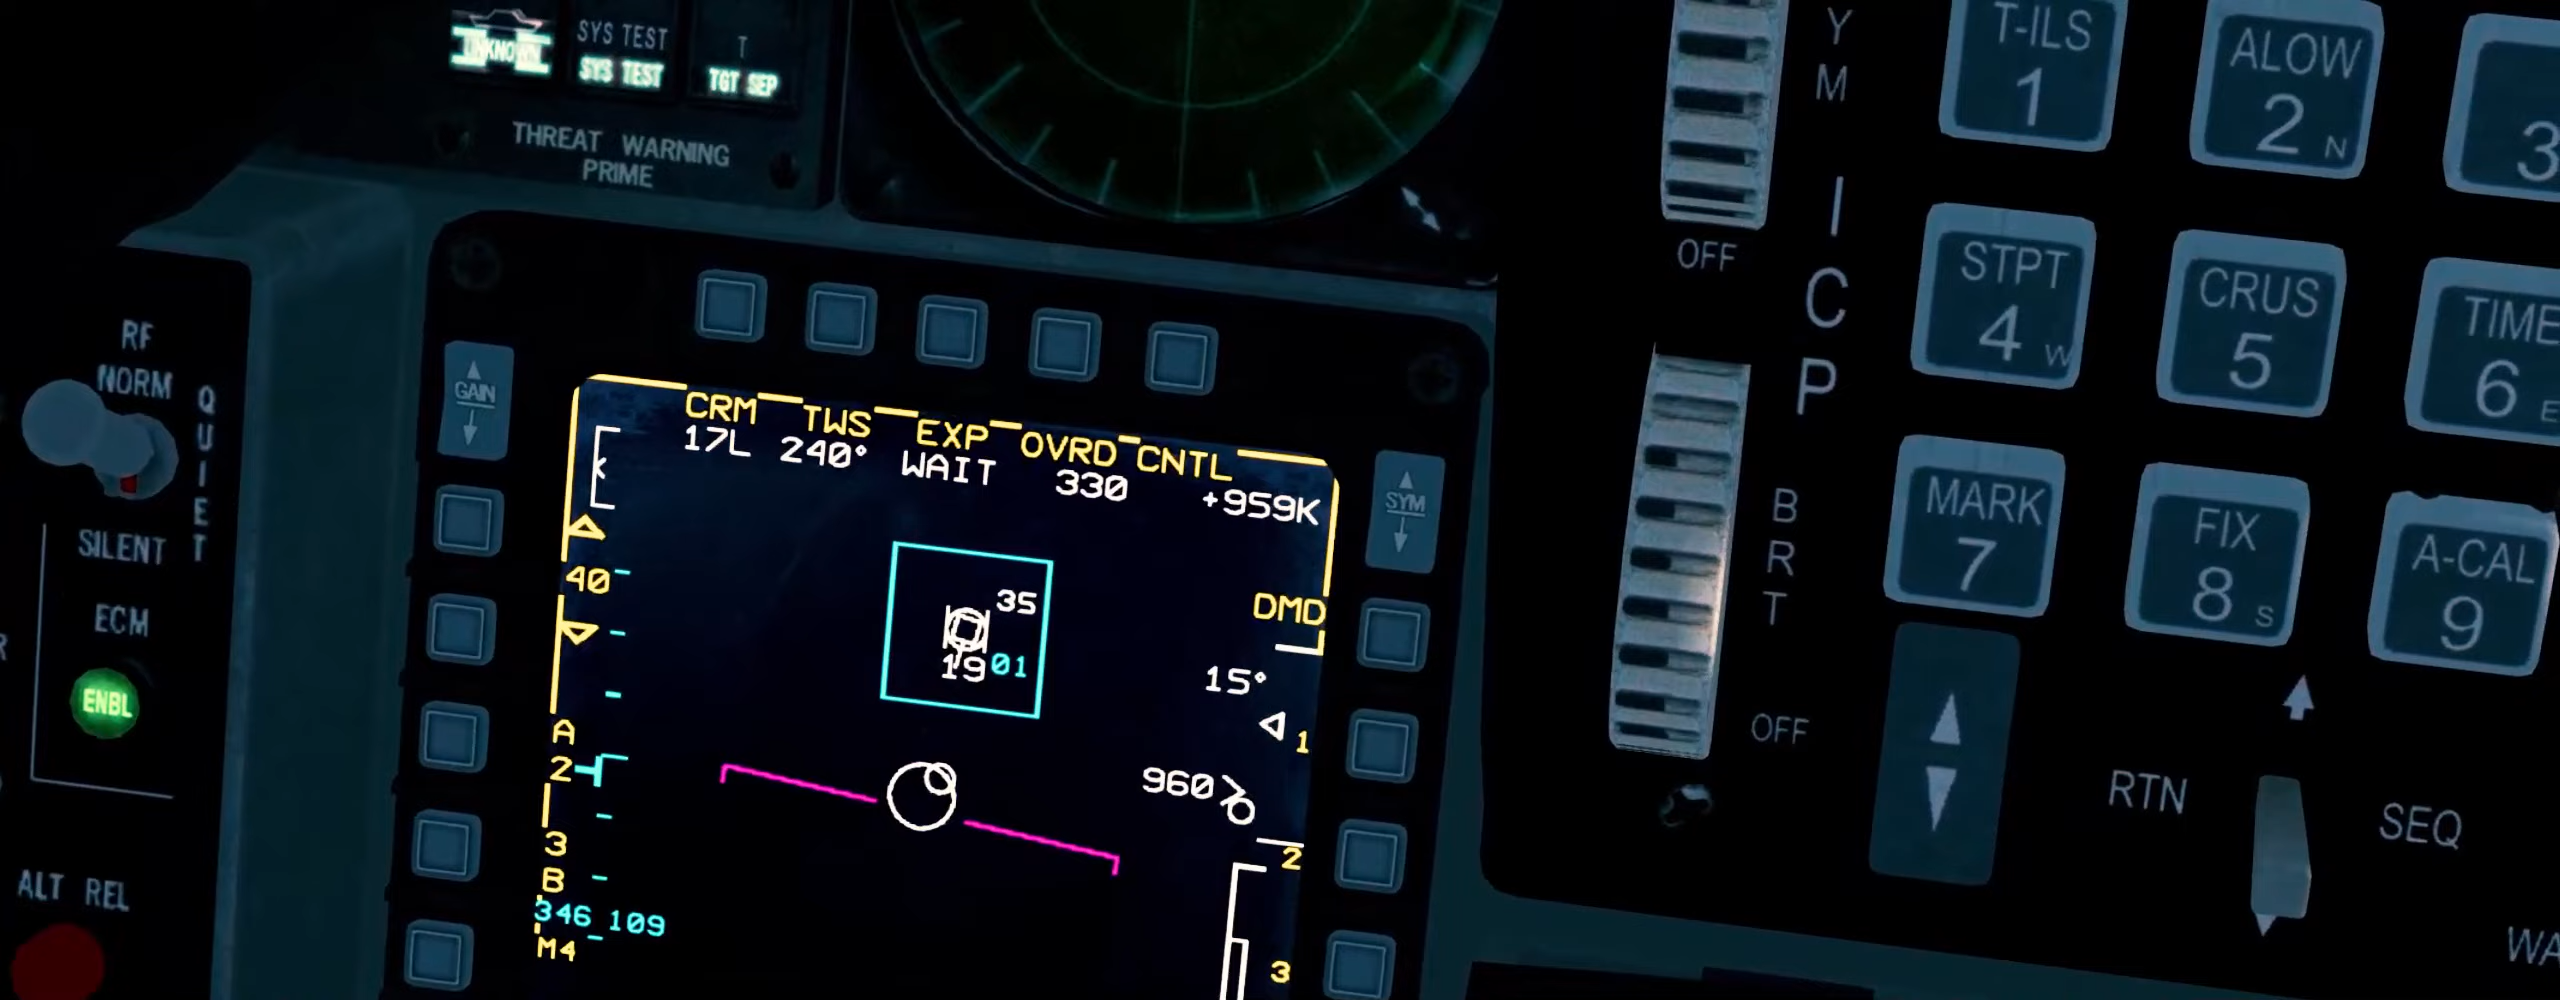 UNKNOWN
SYS TEST
SYS TEST
T
TGT SEP
THREAT WARNING
PRIME
RF
NORM
QUIET
SILENT
ECM
ENBL
ALT REL
GAIN
SYM
CRM TWS EXP OVRD CNTL
17L 240° WAIT 330 +959K
40
35
19 01
DMD
15°
1
A
2
960
2
3
B
346 109
M4
3
Y
M
OFF
I
C
P
BRT
OFF
T-ILS
1
ALOW
2 N
3
STPT
4 W
CRUS
5
TIME
6 E
MARK
7
FIX
8 S
A-CAL
9
RTN
SEQ